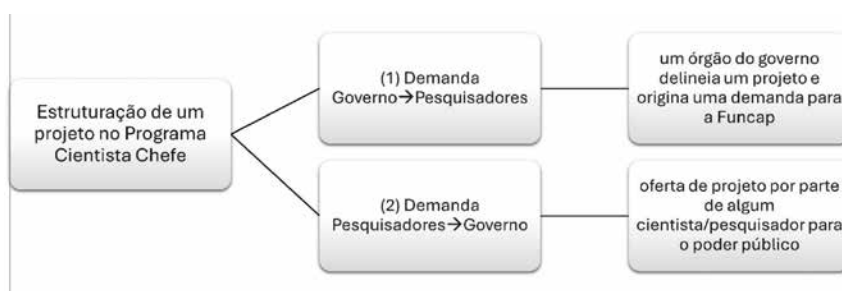 Estruturação de um
projeto no Programa
Cientista Chefe
(1) Demanda
Governo→Pesquisadores
um órgão do governo
delineia um projeto e
origina uma demanda para
a Funcap
(2) Demanda
Pesquisadores→Governo
oferta de projeto por parte
de algum
cientista/pesquisador para
o poder público